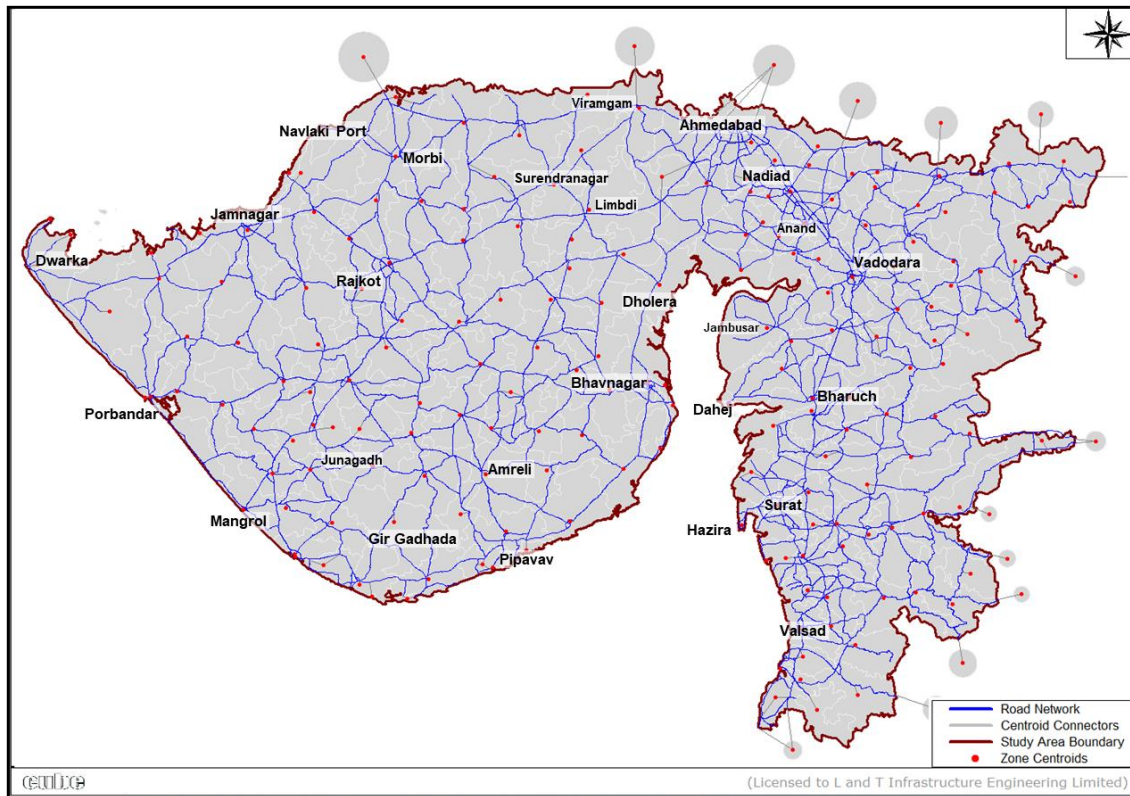 Viramgam
Ahmedabad
Navlaki Port
Morbi
Surendranagar
Nadiad
Limbdi
Jamnagar
Anand
Dwarka
Vadodara
Rajkot
Dholera
Jambusar
Bhavnagar
Bharuch
Porbandar
Dahej
Junagadh
Amreli
Surat
Mangrol
Hazira
Gir Gadhada
Pipavav
Valsad
Road Network
Centroid Connectors
Study Area Boundary
Zone Centroids
cube
(Licensed to L and T Infrastructure Engineering Limited)